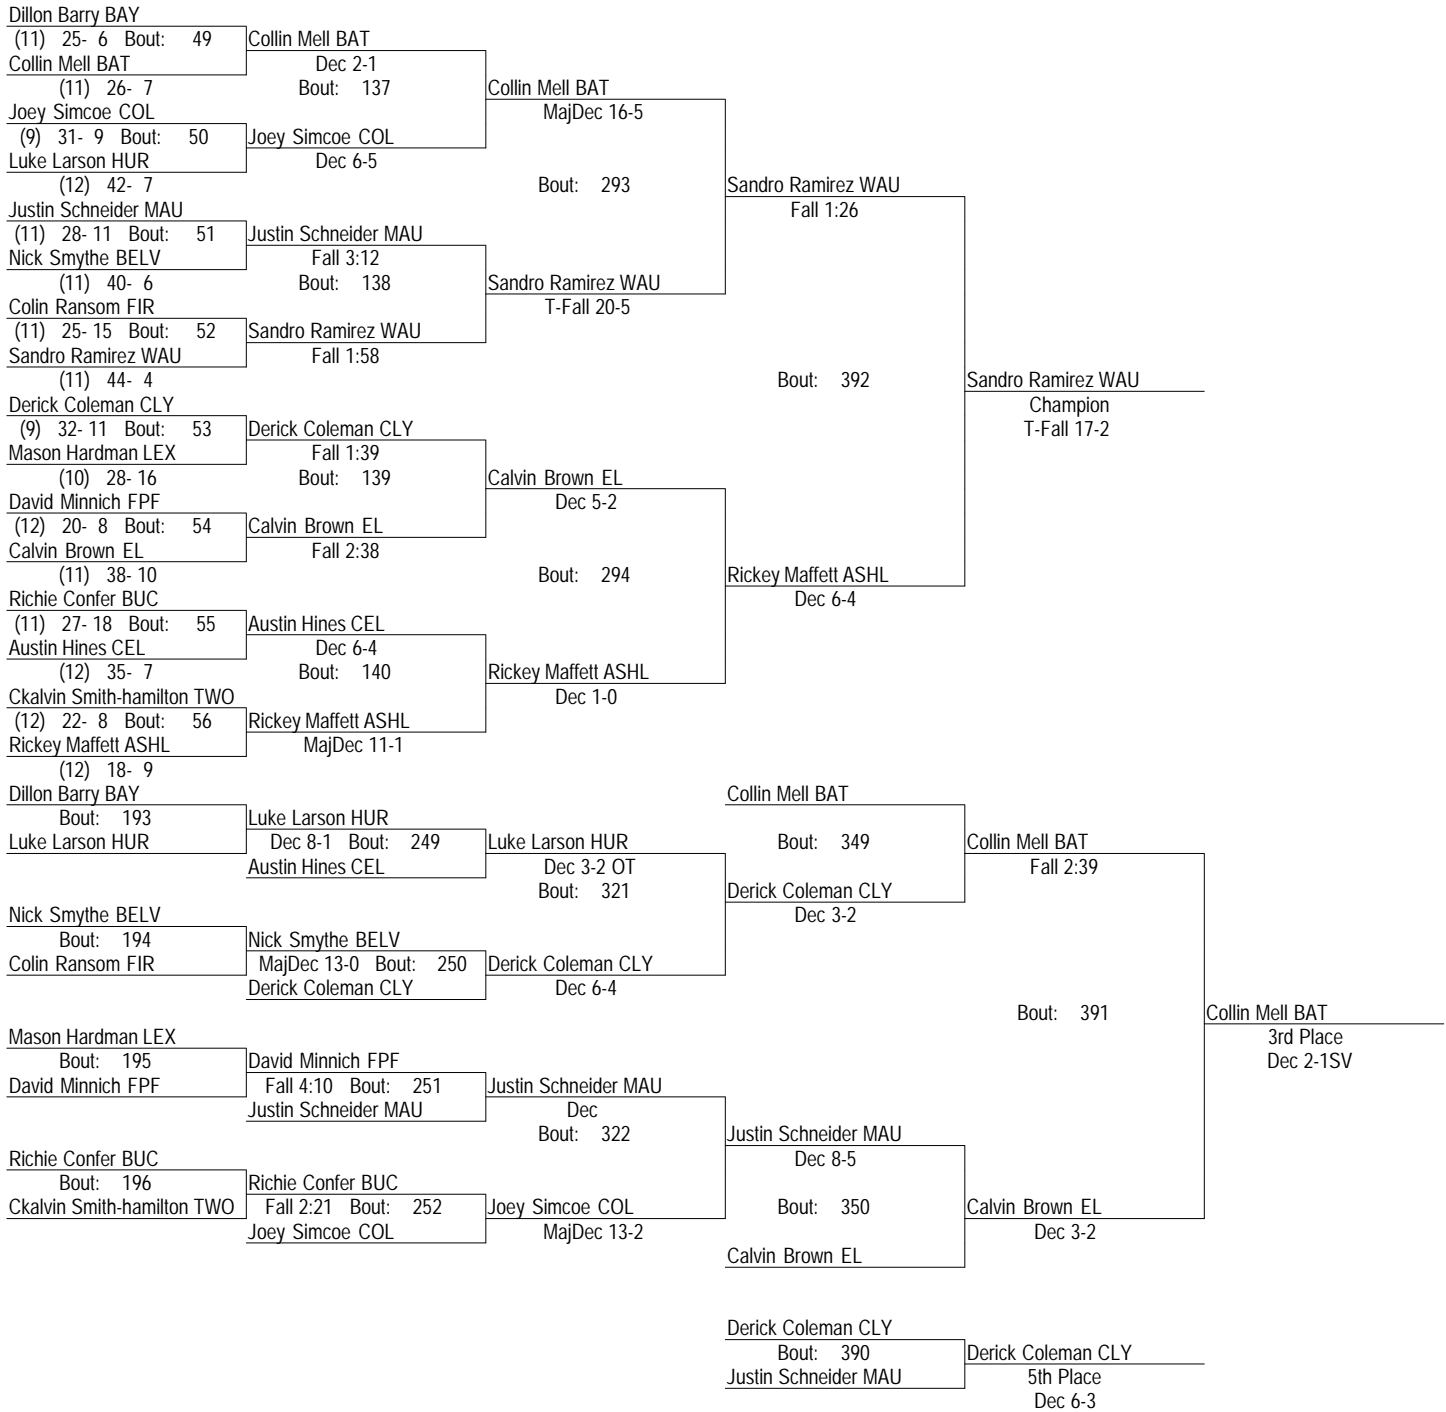 Dillon Barry BAY
(11) 25- 6 Bout: 49 Collin Mell BAT
Collin Mell BAT Dec 2-1
(11) 26- 7 Bout: 137 Collin Mell BAT
Joey Simcoe COL MajDec 16-5
(9) 31- 9 Bout: 50 Joey Simcoe COL
Luke Larson HUR Dec 6-5
(12) 42- 7 Bout: 293 Sandro Ramirez WAU
Justin Schneider MAU Fall 1:26
(11) 28- 11 Bout: 51 Justin Schneider MAU
Nick Smythe BELV Fall 3:12
(11) 40- 6 Bout: 138 Sandro Ramirez WAU
Colin Ransom FIR T-Fall 20-5
(11) 25- 15 Bout: 52 Sandro Ramirez WAU
Sandro Ramirez WAU Fall 1:58
(11) 44- 4 Bout: 392 Sandro Ramirez WAU
Derick Coleman CLY Champion
(9) 32- 11 Bout: 53 Derick Coleman CLY T-Fall 17-2
Mason Hardman LEX Fall 1:39
(10) 28- 16 Bout: 139 Calvin Brown EL
David Minnich FPF Dec 5-2
(12) 20- 8 Bout: 54 Calvin Brown EL
Calvin Brown EL Fall 2:38
(11) 38- 10 Bout: 294 Rickey Maffett ASHL
Richie Confer BUC Dec 6-4
(11) 27- 18 Bout: 55 Austin Hines CEL
Austin Hines CEL Dec 6-4
(12) 35- 7 Bout: 140 Rickey Maffett ASHL
Ckalvin Smith-hamilton TWO Dec 1-0
(12) 22- 8 Bout: 56 Rickey Maffett ASHL
Rickey Maffett ASHL MajDec 11-1
(12) 18- 9
Dillon Barry BAY Collin Mell BAT
Bout: 193 Luke Larson HUR
Luke Larson HUR Dec 8-1 Bout: 249 Luke Larson HUR Bout: 349 Collin Mell BAT
Austin Hines CEL Dec 3-2 OT Fall 2:39
Bout: 321 Derick Coleman CLY
Nick Smythe BELV Dec 3-2
Bout: 194 Nick Smythe BELV
Colin Ransom FIR MajDec 13-0 Bout: 250 Derick Coleman CLY
Derick Coleman CLY Dec 6-4
Bout: 391 Collin Mell BAT
Mason Hardman LEX 3rd Place
Bout: 195 David Minnich FPF Dec 2-1SV
David Minnich FPF Fall 4:10 Bout: 251 Justin Schneider MAU
Justin Schneider MAU Dec
Bout: 322 Justin Schneider MAU
Richie Confer BUC Dec 8-5
Bout: 196 Richie Confer BUC
Ckalvin Smith-hamilton TWO Fall 2:21 Bout: 252 Joey Simcoe COL Bout: 350 Calvin Brown EL
Joey Simcoe COL MajDec 13-2 Dec 3-2
Calvin Brown EL
Derick Coleman CLY
Bout: 390 Derick Coleman CLY
Justin Schneider MAU 5th Place
Dec 6-3